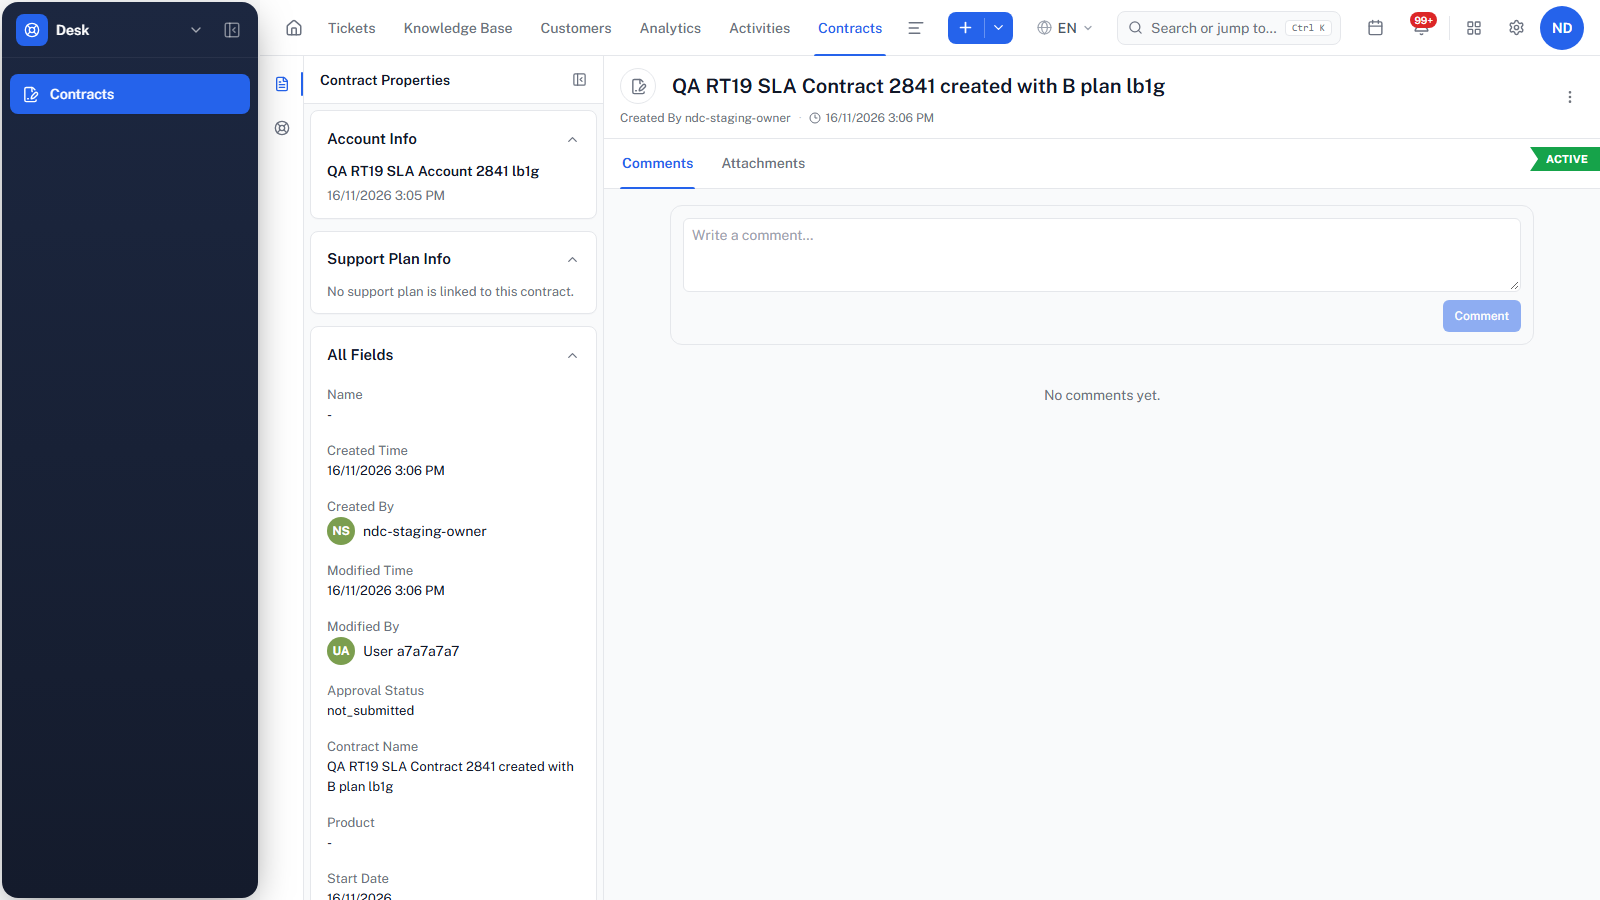 Desk
Contracts
Tickets
Knowledge Base
Customers
Analytics
Activities
Contracts
EN
Search or jump to...
Ctrl K
99+
ND
Contract Properties
Account Info
QA RT19 SLA Account 2841 lb1g
16/11/2026 3:05 PM
Support Plan Info
No support plan is linked to this contract.
All Fields
Name
-
Created Time
16/11/2026 3:06 PM
Created By
NS ndc-staging-owner
Modified Time
16/11/2026 3:06 PM
Modified By
UA User a7a7a7a7
Approval Status
not_submitted
Contract Name
QA RT19 SLA Contract 2841 created with
B plan lb1g
Product
-
Start Date
16/11/2026
QA RT19 SLA Contract 2841 created with B plan lb1g
Created By ndc-staging-owner · 16/11/2026 3:06 PM
Comments
Attachments
ACTIVE
Write a comment...
Comment
No comments yet.